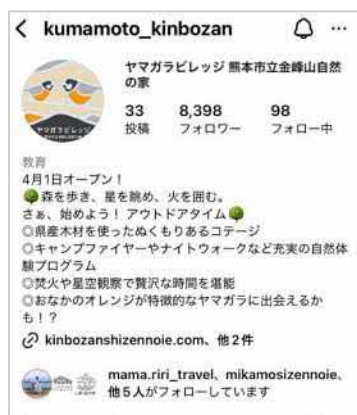 kumamoto_kinbozan
ヤマガラビレッジ 熊本市立金峰山自然
の家
33 8,398 98
投稿 フォロワー フォロー中
ヤマガラビレッジ
教育
4月1日オープン！
🌳森を歩き、星を眺め、火を囲む。
さぁ、始めよう！ アウトドアタイム🌳
◎県産木材を使ったぬくもりあるコテージ
◎キャンプファイヤーやナイトウォークなど充実の自然体
験プログラム
◎焚火や星空観察で贅沢な時間を堪能
◎おなかのオレンジが特徴的なヤマガラに出会えるか
も！？
kinbozanshizennoie.com、他2件
mama.riri_travel、mikamosizennoie、
他5人がフォローしています